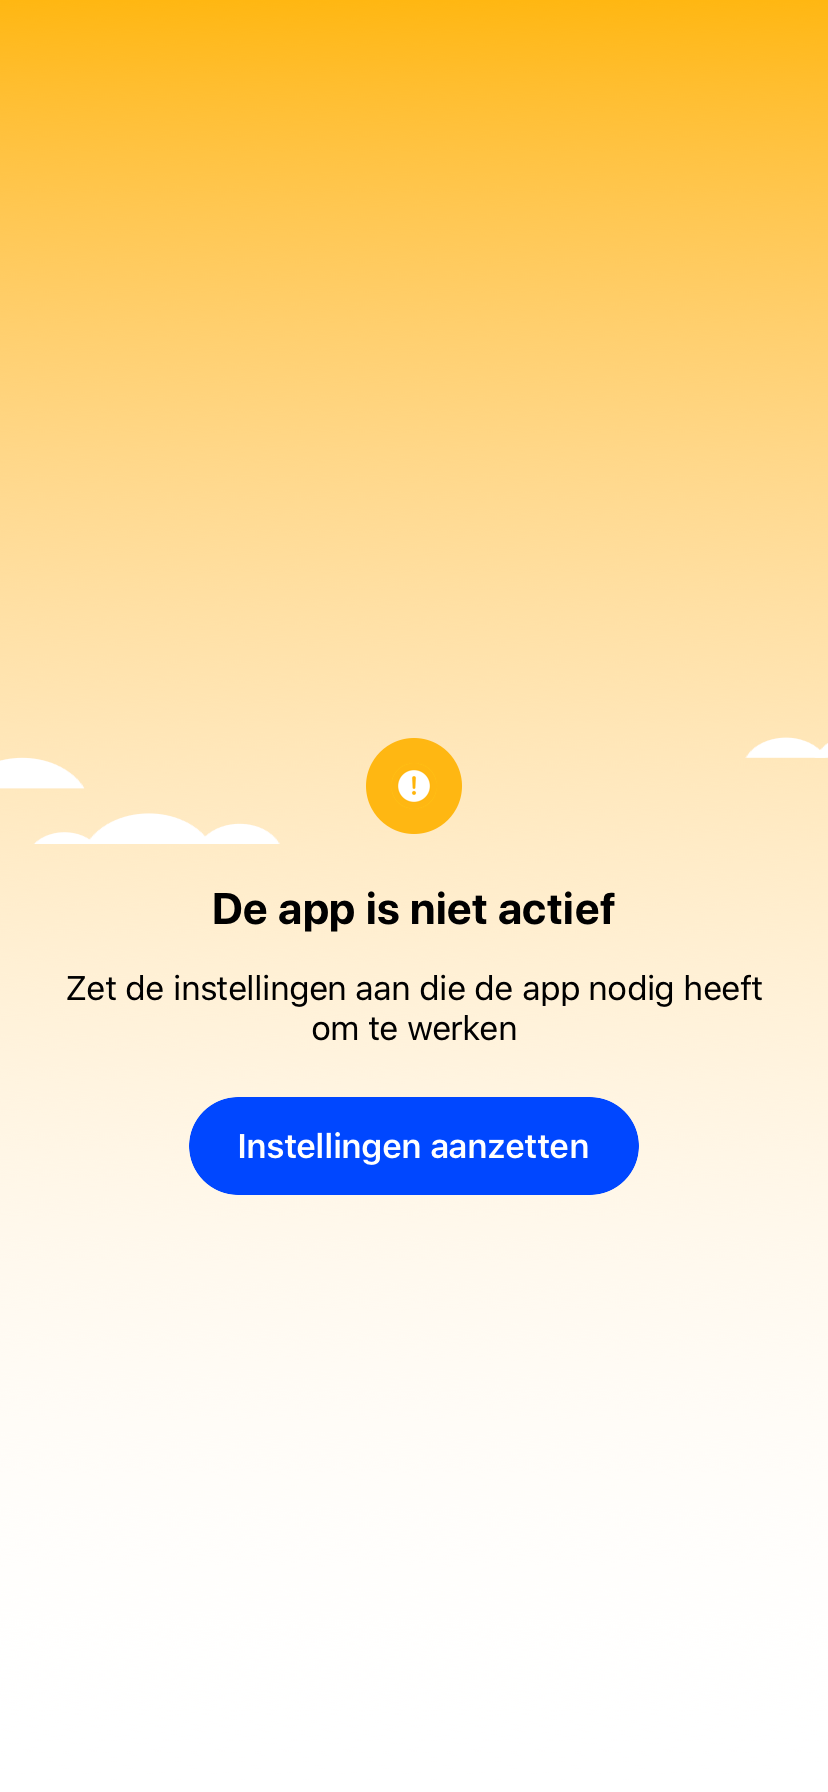 De app is niet actief
Zet de instellingen aan die de app nodig heeft
om te werken
Instellingen aanzetten